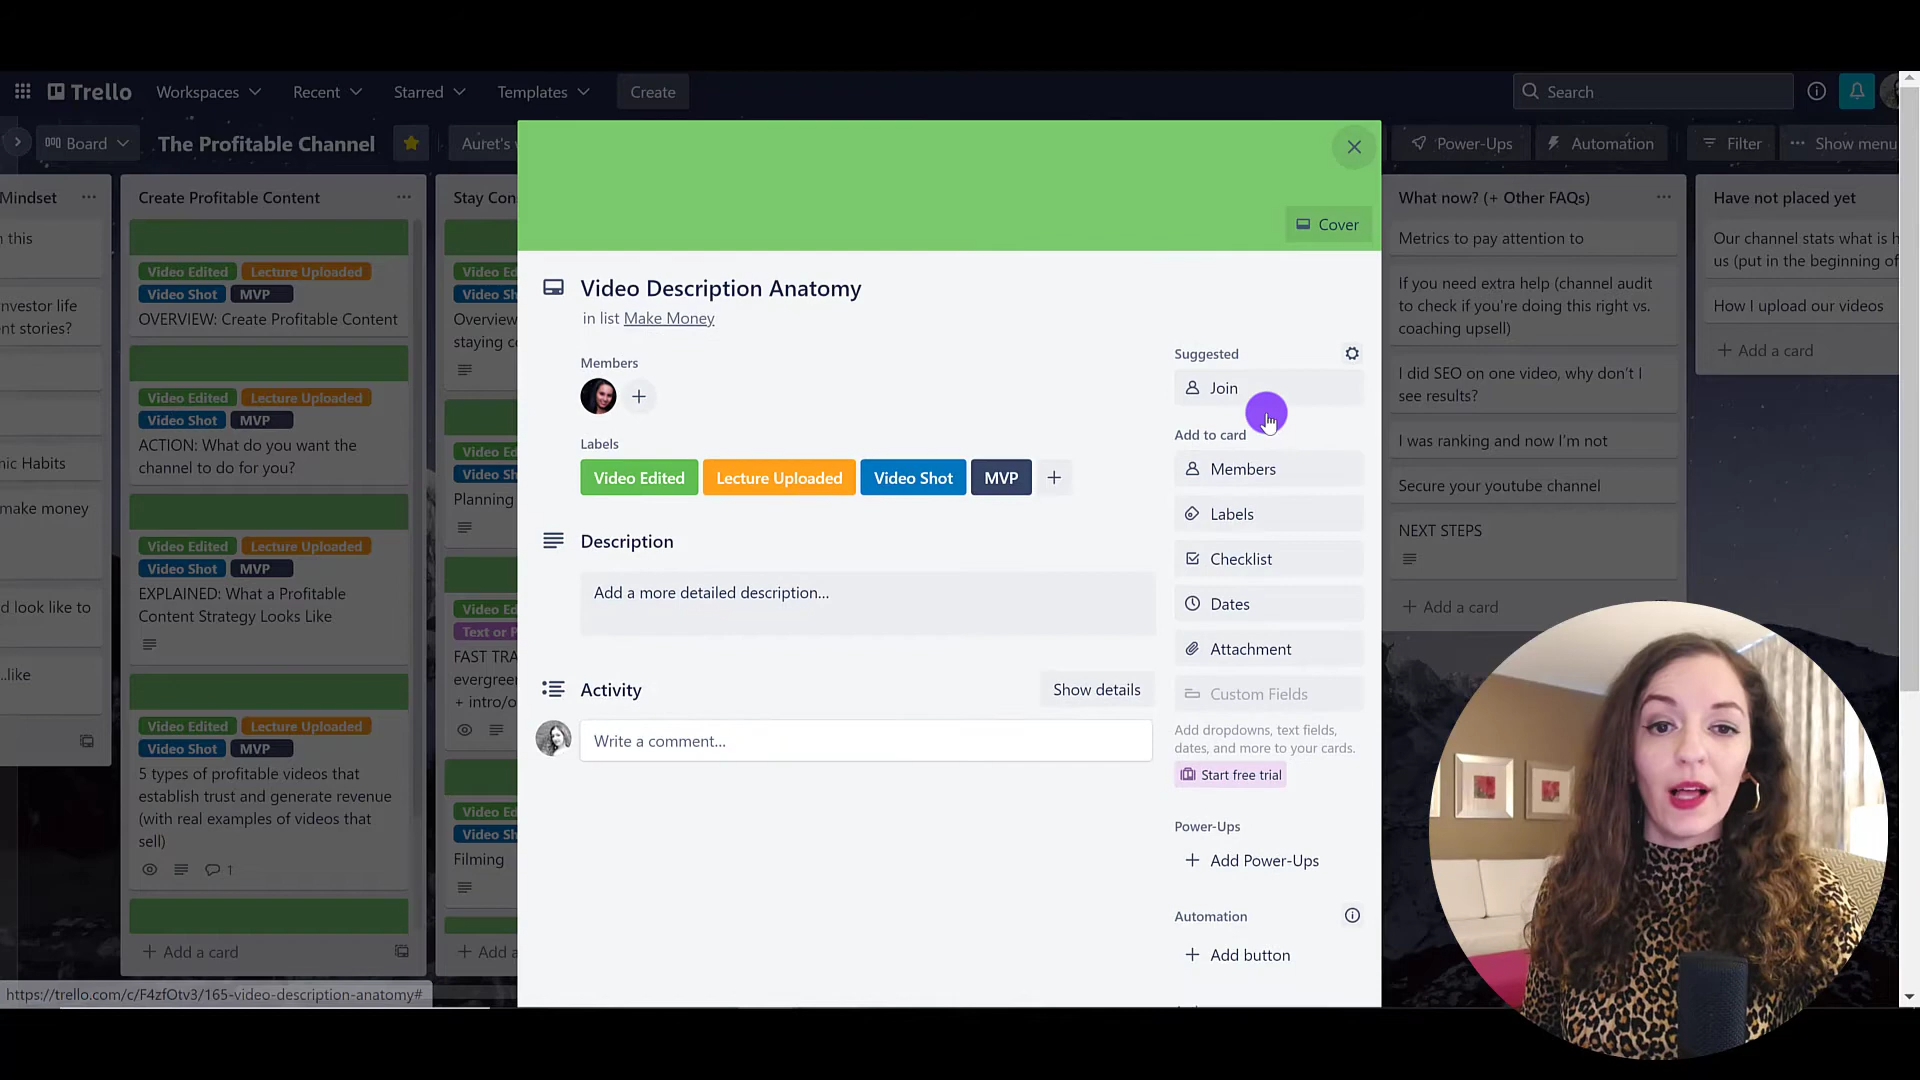 Trello
Workspaces
Recent
Starred
Templates
Create
Search
Board
The Profitable Channel
Auret's
Power-Ups
Automation
Filter
Show menu
Mindset
this
investor life
stories?
Habits
make money
look like to
...like
Create Profitable Content
Video Edited
Lecture Uploaded
Video Shot
MVP
OVERVIEW: Create Profitable Content
Video Edited
Lecture Uploaded
Video Shot
MVP
ACTION: What do you want the
channel to do for you?
Video Edited
Lecture Uploaded
Video Shot
MVP
EXPLAINED: What a Profitable
Content Strategy Looks Like
Video Edited
Lecture Uploaded
Video Shot
MVP
5 types of profitable videos that
establish trust and generate revenue
(with real examples of videos that
sell)
1
Add a card
Stay Con
Video Ed
Video Sh
Overview
staying c
Planning
Video Ed
Text or P
FAST TRA
evergree
+ intro/o
Video Ed
Video Sh
Filming
Add a
Cover
Video Description Anatomy
in list Make Money
Members
Labels
Video Edited
Lecture Uploaded
Video Shot
MVP
Description
Add a more detailed description...
Activity
Show details
Write a comment...
Suggested
Join
Add to card
Members
Labels
Checklist
Dates
Attachment
Custom Fields
Add dropdowns, text fields,
dates, and more to your cards.
Start free trial
Power-Ups
Add Power-Ups
Automation
Add button
What now? (+ Other FAQs)
Metrics to pay attention to
If you need extra help (channel audit
to check if you're doing this right vs.
coaching upsell)
I did SEO on one video, why don't I
see results?
I was ranking and now I'm not
Secure your youtube channel
NEXT STEPS
Add a card
Have not placed yet
Our channel stats what is h
us (put in the beginning of
How I upload our videos
Add a card
https://trello.com/c/F4zfOtv3/165-video-description-anatomy#